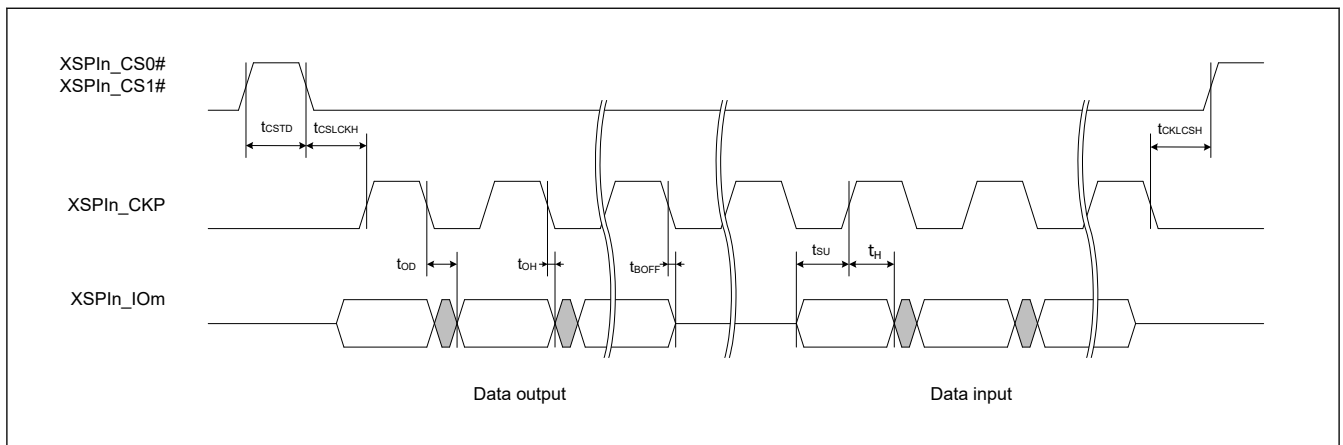 XSPIn_CS0#
XSPIn_CS1#
tCSTD
tCSLCKH
tCKLCSH
XSPIn_CKP
tOD
tOH
tBOFF
tSU
tH
XSPIn_IOm
Data output
Data input